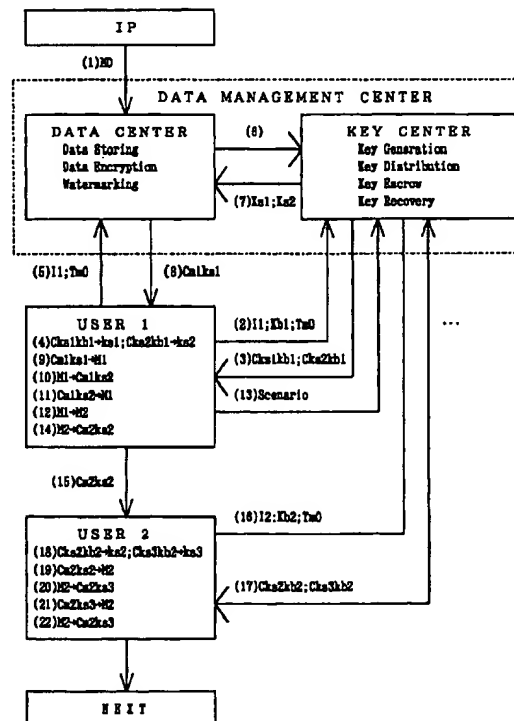 IP
(1)M0
DATA MANAGEMENT CENTER
DATA CENTER
Data Storing
Data Encryption
Watermarking
(6)
(7)Ks1;Ks2
KEY CENTER
Key Generation
Key Distribution
Key Escrow
Key Recovery
(5)I1;Tm0
(8)Cm1ks1
USER 1
(4)Cks1kb1→ks1;Cks2kb1→ks2
(9)Cm1ks1→M1
(10)M1→Cm1ks2
(11)Cm1ks2→M1
(12)M1→M2
(14)M2→Cm2ks2
(2)I1;Kb1;Tm0
(3)Cks1kb1;Cks2kb1
(13)Scenario
...
(15)Cm2ks2
USER 2
(18)Cks2kb2→ks2;Cks3kb2→ks3
(19)Cm2ks2→M2
(20)M2→Cm2ks3
(21)Cm2ks3→M2
(22)M2→Cm2ks3
(16)I2:Kb2;Tm0
(17)Cks2kb2;Cks3kb2
NEXT